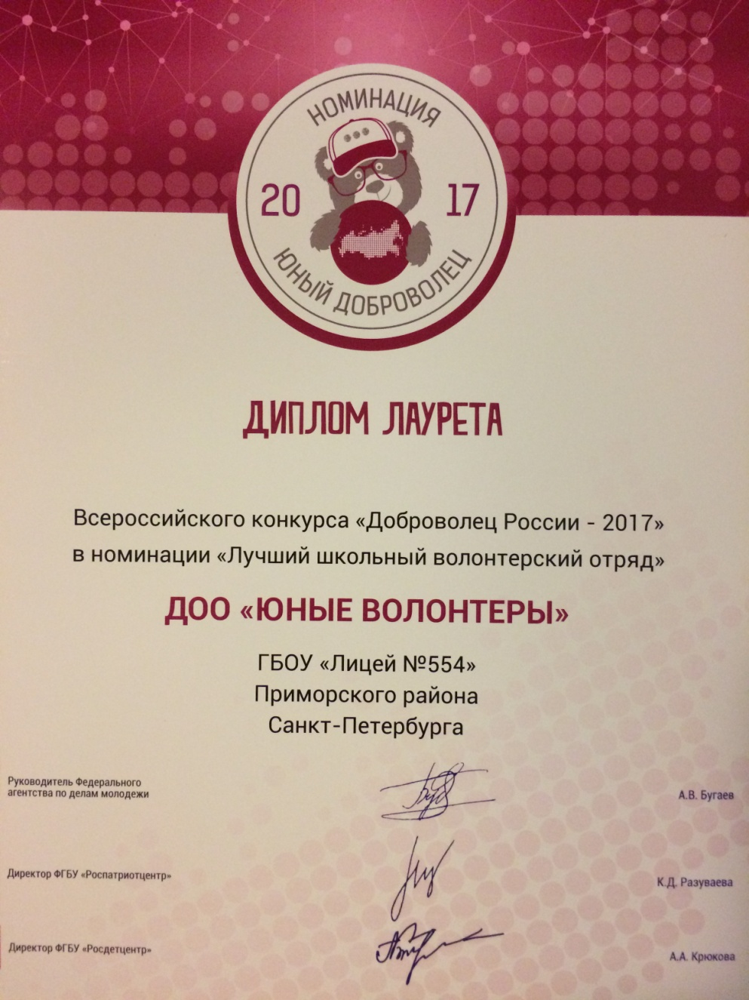 НОМИНАЦИЯ
20 17
ЮНЫЙ ДОБРОВОЛЕЦ
ДИПЛОМ ЛАУРЕТА
Всероссийского конкурса «Доброволец России - 2017»
в номинации «Лучший школьный волонтерский отряд»
ДОО «ЮНЫЕ ВОЛОНТЕРЫ»
ГБОУ «Лицей №554»
Приморского района
Санкт-Петербурга
Руководитель Федерального
агентства по делам молодежи
А.В. Бугаев
Директор ФГБУ «Роспатриотцентр»
К.Д. Разуваева
Директор ФГБУ «Росдетцентр»
А.А. Крюкова